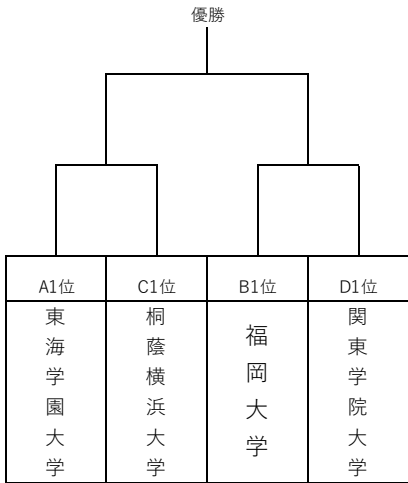 優勝
A1位
C1位
B1位
D1位
東海学園大学
桐蔭横浜大学
福岡大学
関東学院大学